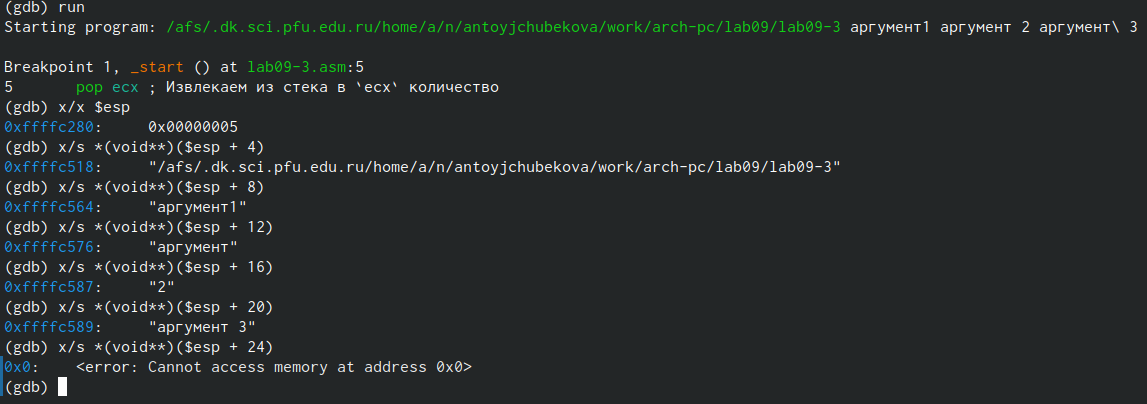 (gdb) run
Starting program: /afs/.dk.sci.pfu.edu.ru/home/a/n/antoyjchubekova/work/arch-pc/lab09/lab09-3 аргумент1 аргумент 2 аргумент\ 3
Breakpoint 1, _start () at lab09-3.asm:5
5       pop ecx ; Извлекаем из стека в `ecx` количество
(gdb) x/x $esp
0xffffc280:     0x00000005
(gdb) x/s *(void**)($esp + 4)
0xffffc518:     "/afs/.dk.sci.pfu.edu.ru/home/a/n/antoyjchubekova/work/arch-pc/lab09/lab09-3"
(gdb) x/s *(void**)($esp + 8)
0xffffc564:     "аргумент1"
(gdb) x/s *(void**)($esp + 12)
0xffffc576:     "аргумент"
(gdb) x/s *(void**)($esp + 16)
0xffffc587:     "2"
(gdb) x/s *(void**)($esp + 20)
0xffffc589:     "аргумент 3"
(gdb) x/s *(void**)($esp + 24)
0x0:    <error: Cannot access memory at address 0x0>
(gdb)